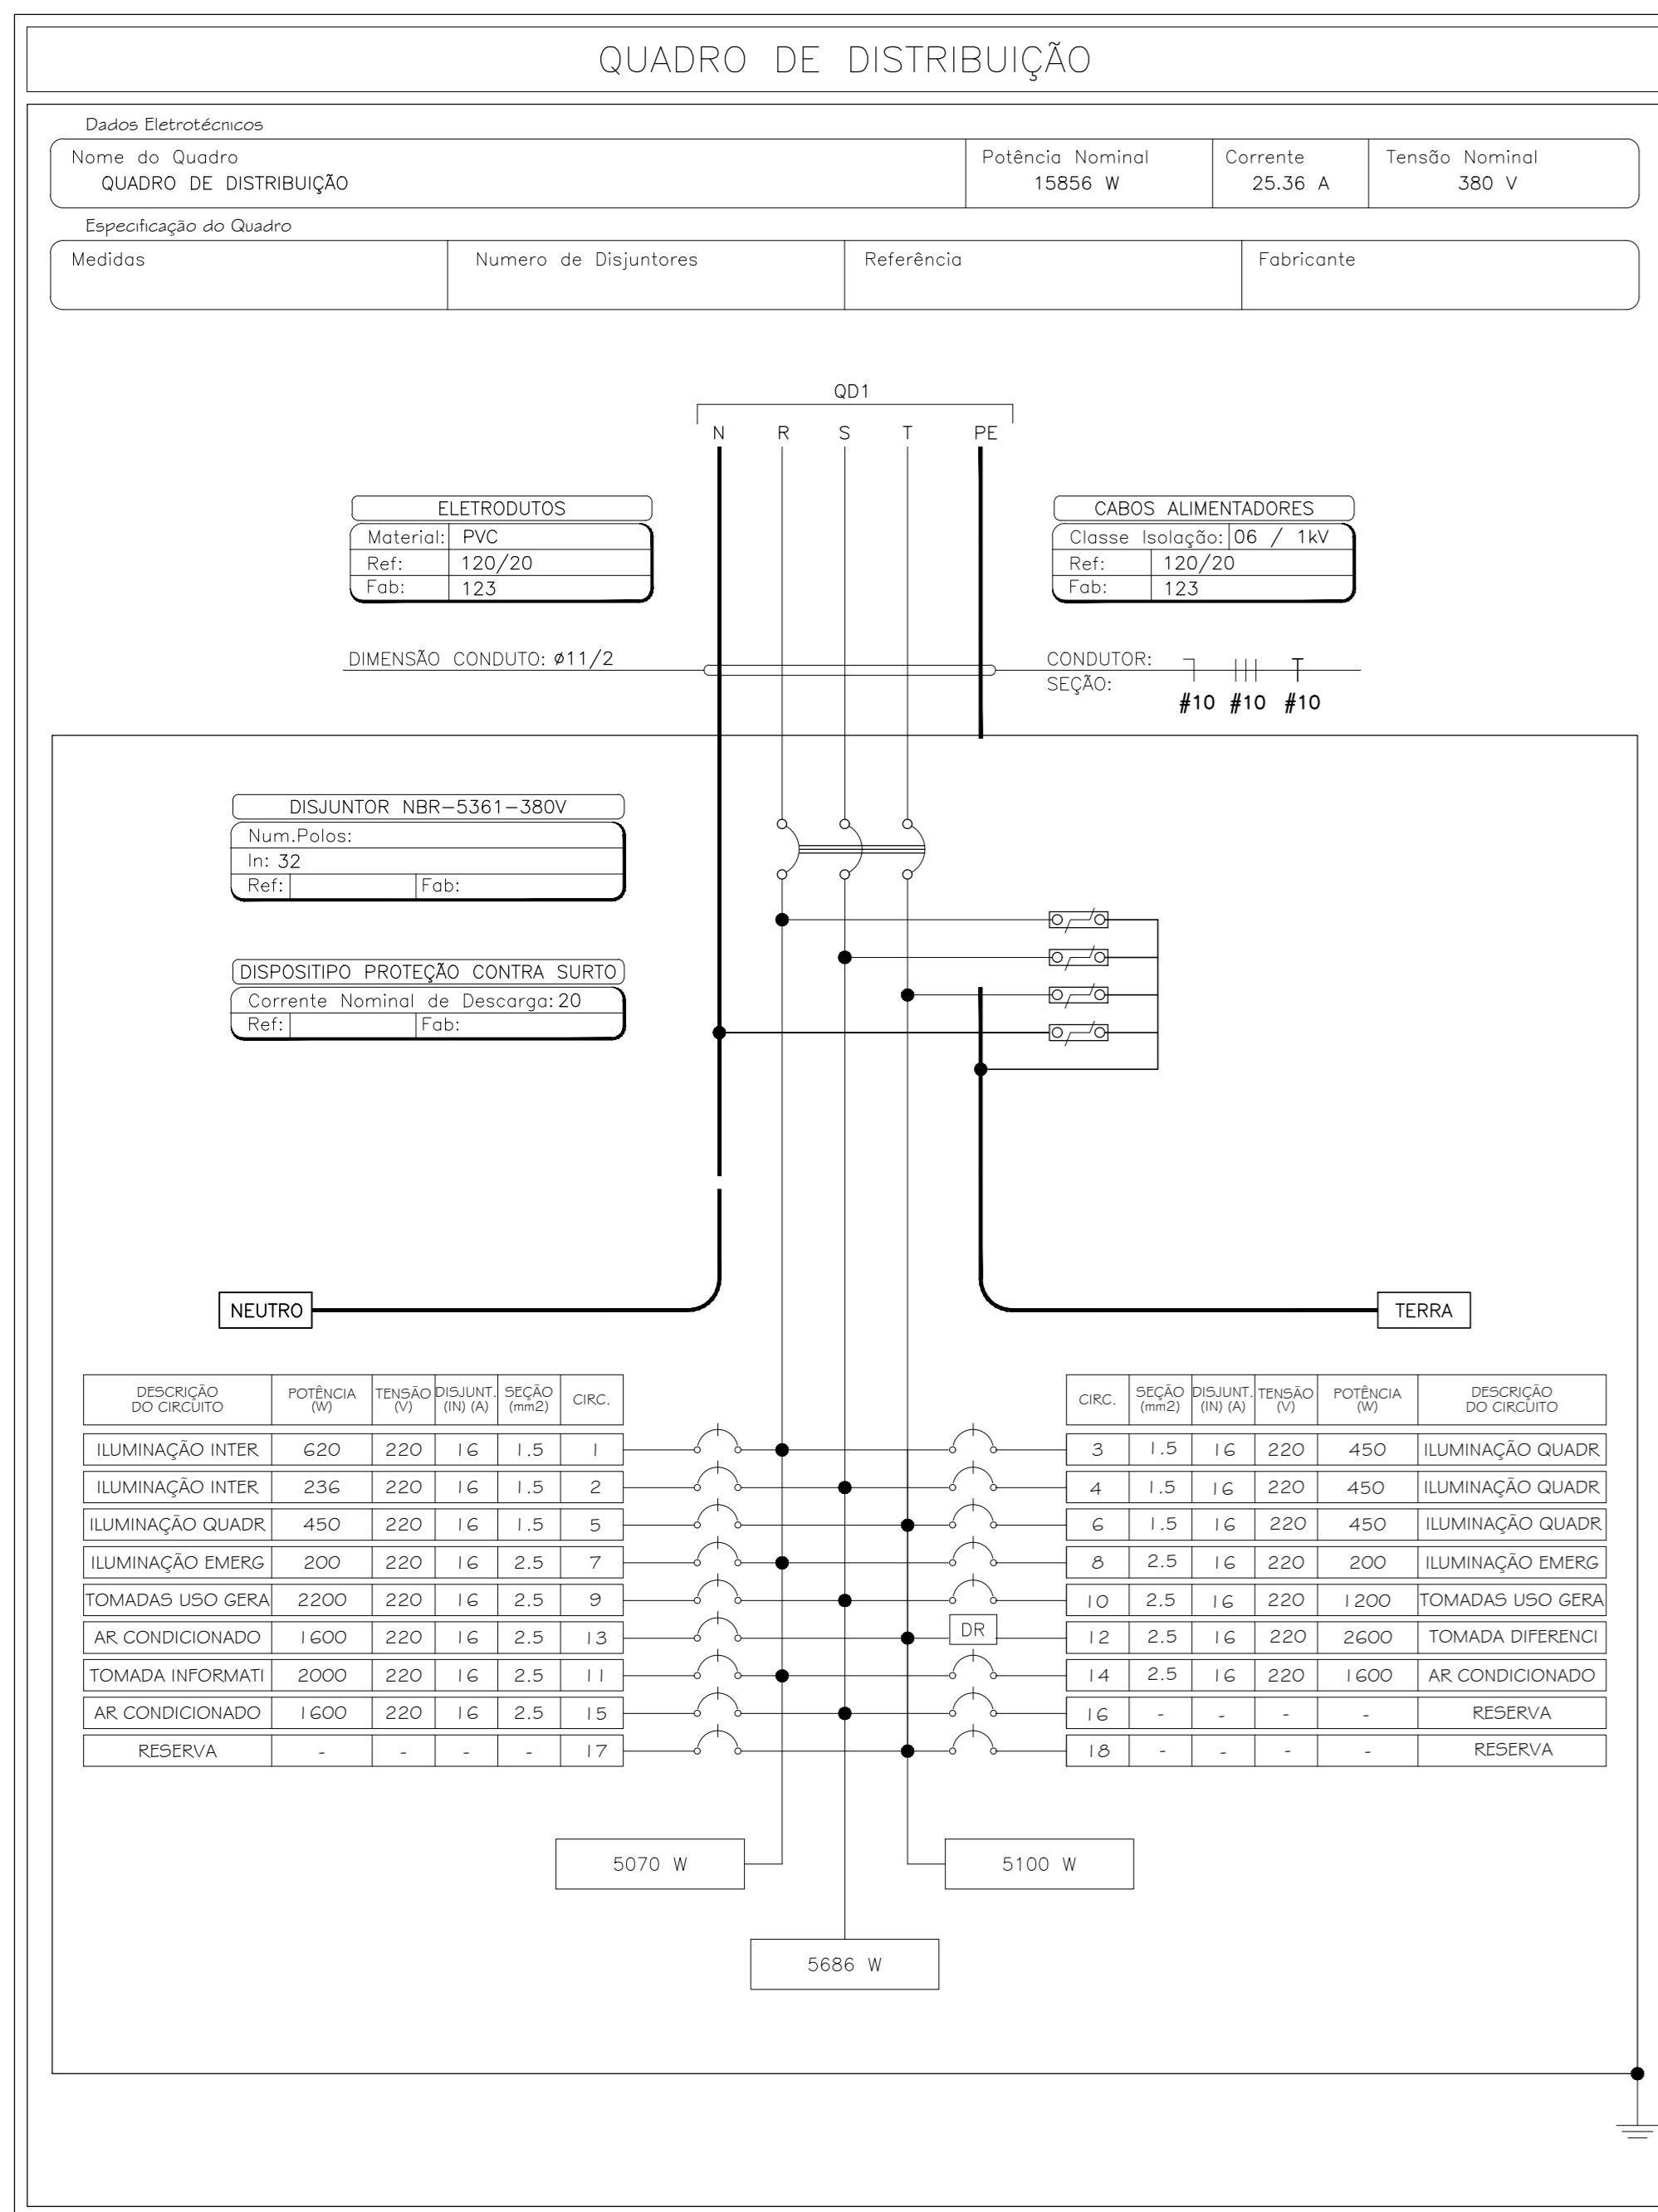 QUADRO DE DISTRIBUIÇÃO
Dados Eletrotécnicos
Nome do Quadro Potência Nominal Corrente Tensão Nominal
QUADRO DE DISTRIBUIÇÃO 15856 W 25.36 A 380 V
Especificação do Quadro
Medidas Numero de Disjuntores Referência Fabricante
QD1
N R S T PE
ELETRODUTOS
Material: PVC
Ref: 120/20
Fab: 123
CABOS ALIMENTADORES
Classe Isolação: 06 / 1kV
Ref: 120/20
Fab: 123
DIMENSÃO CONDUTO: ø11/2
CONDUTOR:
SEÇÃO:
#10 #10 #10
DISJUNTOR NBR-5361-380V
Num.Polos:
In: 32
Ref: Fab:
DISPOSITIPO PROTEÇÃO CONTRA SURTO
Corrente Nominal de Descarga: 20
Ref: Fab:
NEUTRO TERRA
DESCRIÇÃO DO CIRCUITO POTÊNCIA (W) TENSÃO (V) DISJUNT. (IN) (A) SEÇÃO (mm2) CIRC. CIRC. SEÇÃO (mm2) DISJUNT. (IN) (A) TENSÃO (V) POTÊNCIA (W) DESCRIÇÃO DO CIRCUITO
ILUMINAÇÃO INTER 620 220 16 1.5 1 3 1.5 16 220 450 ILUMINAÇÃO QUADR
ILUMINAÇÃO INTER 236 220 16 1.5 2 4 1.5 16 220 450 ILUMINAÇÃO QUADR
ILUMINAÇÃO QUADR 450 220 16 1.5 5 6 1.5 16 220 450 ILUMINAÇÃO QUADR
ILUMINAÇÃO EMERG 200 220 16 2.5 7 8 2.5 16 220 200 ILUMINAÇÃO EMERG
TOMADAS USO GERA 2200 220 16 2.5 9 10 2.5 16 220 1200 TOMADAS USO GERA
AR CONDICIONADO 1600 220 16 2.5 13 DR 12 2.5 16 220 2600 TOMADA DIFERENCI
TOMADA INFORMATI 2000 220 16 2.5 11 14 2.5 16 220 1600 AR CONDICIONADO
AR CONDICIONADO 1600 220 16 2.5 15 16 - - - - RESERVA
RESERVA - - - - 17 18 - - - - RESERVA
5070 W 5100 W
5686 W